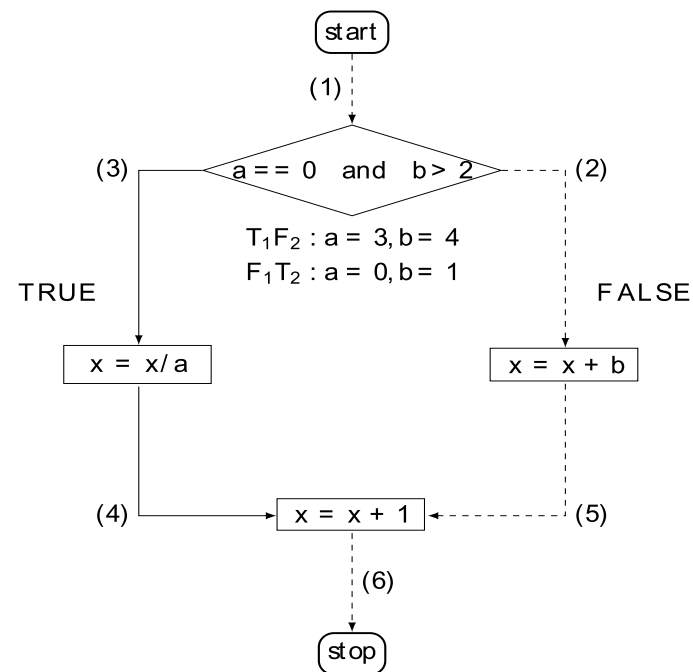 start
(1)
(3)
a == 0 and b > 2
(2)
T₁F₂ : a = 3, b = 4
F₁T₂ : a = 0, b = 1
TRUE
FALSE
x = x/a
x = x + b
(4)
x = x + 1
(5)
(6)
stop